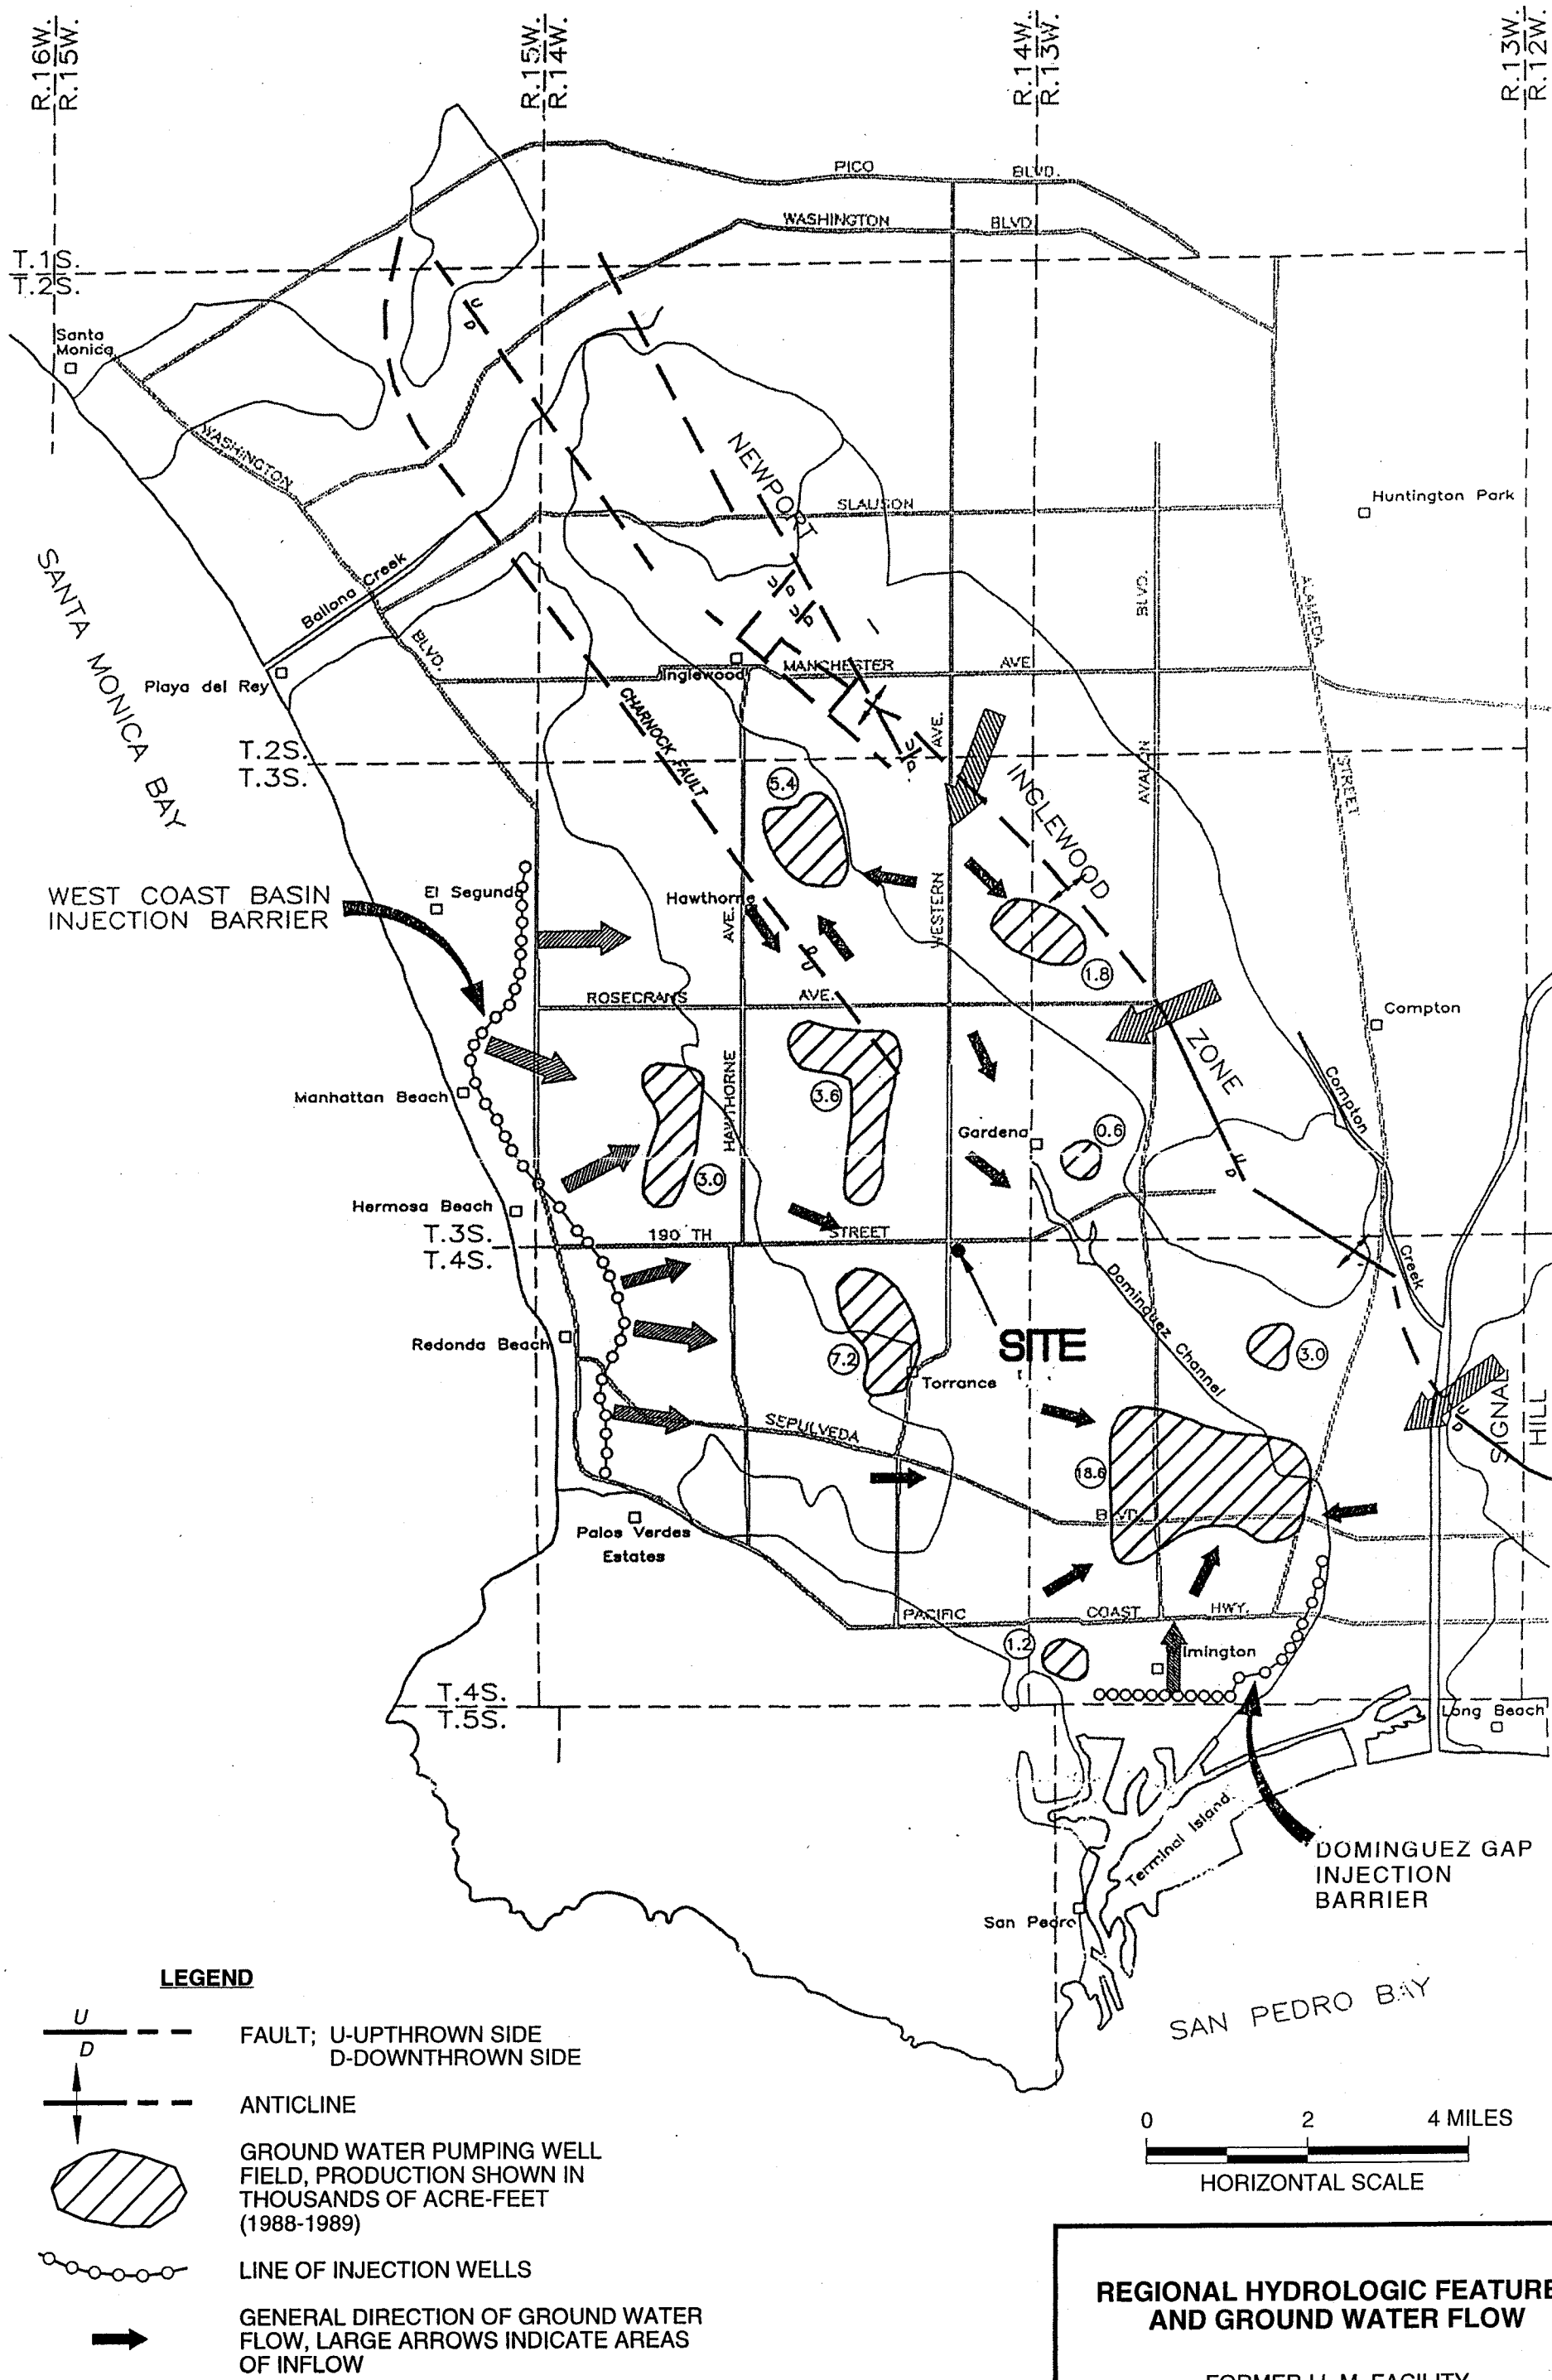 R.16W.
R.15W.
R.15W.
R.14W.
R.14W.
R.13W.
R.13W.
R.12W.
PICO BLVD.
WASHINGTON BLVD
T.1S.
T.2S.
U
D
Santa
Monica
WASHINGTON
NEWPORT
SLAUSON
Huntington Park
SANTA MONICA BAY
Ballona Creek
BLVD.
BLVD.
ALAMEDA
U
D
U
D
Playa del Rey
Inglewood
MANCHESTER AVE
CHARNOCK FAULT
AVE.
U
D
T.2S.
T.3S.
INGLEWOOD
AVALON
STREET
5.4
WEST COAST BASIN
INJECTION BARRIER
El Segundo
Hawthorne
AVE.
WESTERN
1.8
ROSECRANS AVE.
Compton
ZONE
Manhattan Beach
HAWTHORNE
3.6
Compton
Gardena
0.6
3.0
U
D
Hermosa Beach
T.3S.
T.4S.
190 TH STREET
Creek
Dominguez Channel
SITE
Redonda Beach
7.2
Torrance
3.0
SEPULVEDA
SIGNAL
HILL
U
D
18.6
BLVD.
Palos Verdes
Estates
PACIFIC COAST HWY.
1.2
lmington
T.4S.
T.5S.
Long Beach
Terminal Island
DOMINGUEZ GAP
INJECTION
BARRIER
San Pedro
SAN PEDRO BAY
LEGEND
U
D
FAULT; U-UPTHROWN SIDE
D-DOWNTHROWN SIDE
ANTICLINE
GROUND WATER PUMPING WELL
FIELD, PRODUCTION SHOWN IN
THOUSANDS OF ACRE-FEET
(1988-1989)
LINE OF INJECTION WELLS
GENERAL DIRECTION OF GROUND WATER
FLOW, LARGE ARROWS INDICATE AREAS
OF INFLOW
0 2 4 MILES
HORIZONTAL SCALE
REGIONAL HYDROLOGIC FEATURE
AND GROUND WATER FLOW